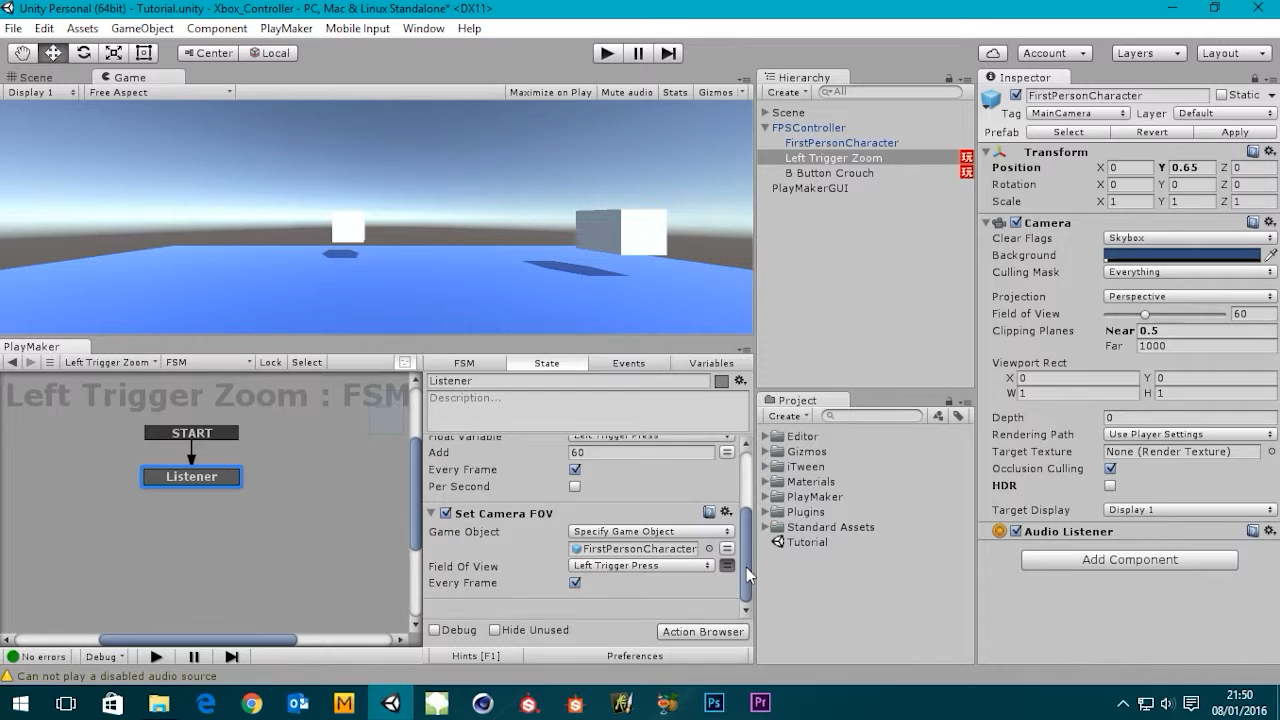 Unity Personal (64bit) - Tutorial.unity - Xbox_Controller - PC, Mac & Linux Standalone* <DX11>
File Edit Assets GameObject Component PlayMaker Mobile Input Window Help
Center Local Account Layers Layout
Scene Game
Display 1 Free Aspect Maximize on Play Mute audio Stats Gizmos
Hierarchy
Create All
Scene
FPSController
FirstPersonCharacter
Left Trigger Zoom 玩
B Button Crouch 玩
PlayMakerGUI
Inspector
FirstPersonCharacter Static
Tag MainCamera Layer Default
Prefab Select Revert Apply
Transform
Position X 0 Y 0.65 Z 0
Rotation X 0 Y 0 Z 0
Scale X 1 Y 1 Z 1
Camera
Clear Flags Skybox
Background
Culling Mask Everything
Projection Perspective
Field of View 60
Clipping Planes Near 0.5
Far 1000
Viewport Rect
X 0 Y 0
W 1 H 1
Depth 0
Rendering Path Use Player Settings
Target Texture None (Render Texture)
Occlusion Culling
HDR
Target Display Display 1
Audio Listener
Add Component
PlayMaker
Left Trigger Zoom FSM Lock Select
Left Trigger Zoom : FSM
START
Listener
FSM State Events Variables
Listener
Description...
Float Variable Left Trigger Press
Add 60
Every Frame
Per Second
Set Camera FOV
Game Object Specify Game Object
FirstPersonCharacter
Field Of View Left Trigger Press
Every Frame
Debug Hide Unused Action Browser
No errors Debug Hints [F1] Preferences
Can not play a disabled audio source
Project
Create
Editor
Gizmos
iTween
Materials
PlayMaker
Plugins
Standard Assets
Tutorial
M Ps Pr
21:50
08/01/2016